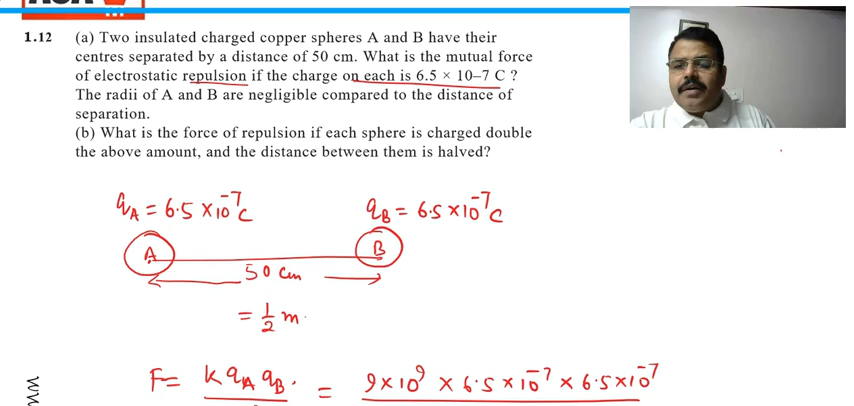 1.12 (a) Two insulated charged copper spheres A and B have their
centres separated by a distance of 50 cm. What is the mutual force
of electrostatic repulsion if the charge on each is 6.5 × 10–7 C ?
The radii of A and B are negligible compared to the distance of
separation.
(b) What is the force of repulsion if each sphere is charged double
the above amount, and the distance between them is halved?
q_A = 6.5 × 10⁻⁷ C q_B = 6.5 × 10⁻⁷ C
A B
50 cm
= 1/2 m.
F = K q_A q_B. = 9 × 10⁹ × 6.5 × 10⁻⁷ × 6.5 × 10⁻⁷